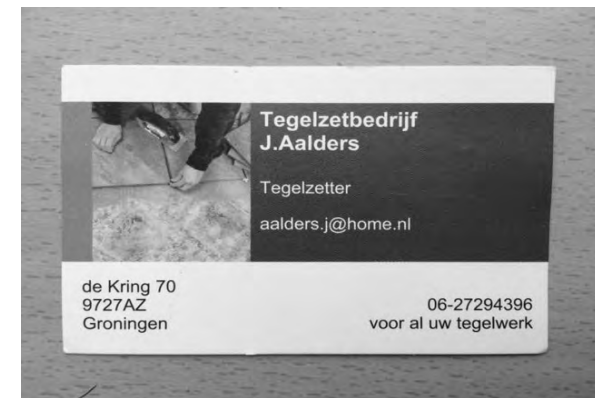 Tegelzetbedrijf
J.Aalders
Tegelzetter
aalders.j@home.nl
de Kring 70
9727AZ
Groningen
06-27294396
voor al uw tegelwerk